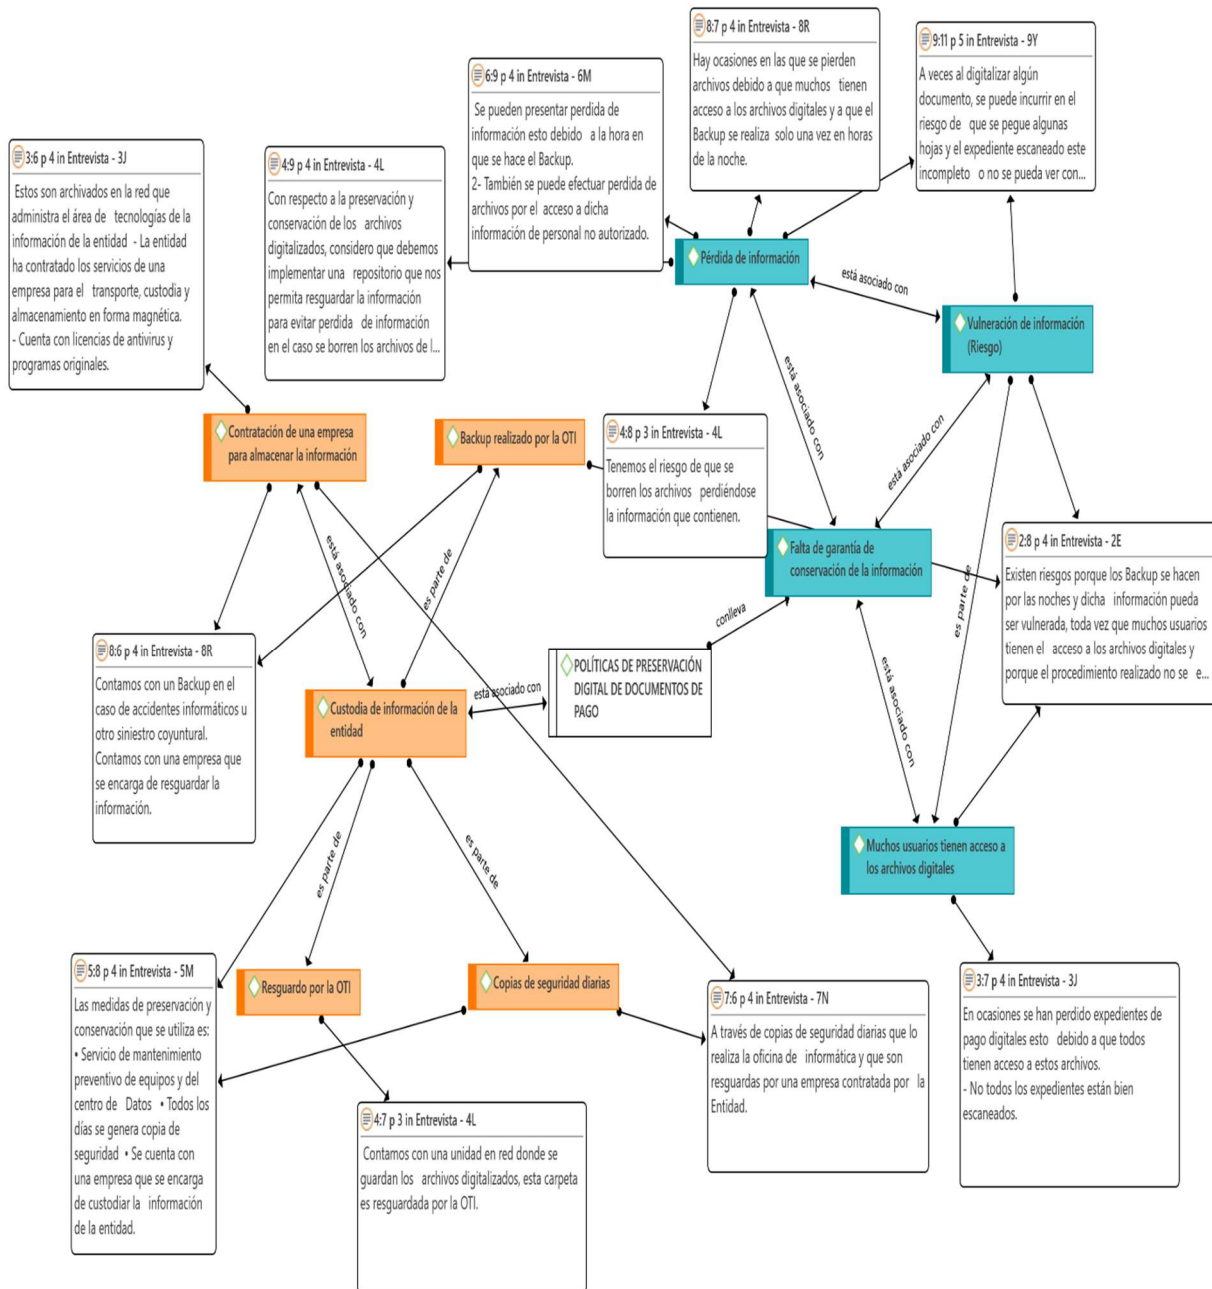 8:7 p 4 in Entrevista - 8R
Hay ocasiones en las que se pierden
archivos debido a que muchos tienen
acceso a los archivos digitales y a que el
Backup se realiza solo una vez en horas
de la noche.
9:11 p 5 in Entrevista - 9Y
A veces al digitalizar algún
documento, se puede incurrir en el
riesgo de que se pegue algunas
hojas y el expediente escaneado este
incompleto o no se pueda ver con...
6:9 p 4 in Entrevista - 6M
Se pueden presentar perdida de
información esto debido a la hora en
que se hace el Backup.
2- También se puede efectuar perdida de
archivos por el acceso a dicha
información de personal no autorizado.
3:6 p 4 in Entrevista - 3J
Estos son archivados en la red que
administra el área de tecnologías de la
información de la entidad - La entidad
ha contratado los servicios de una
empresa para el transporte, custodia y
almacenamiento en forma magnética.
- Cuenta con licencias de antivirus y
programas originales.
4:9 p 4 in Entrevista - 4L
Con respecto a la preservación y
conservación de los archivos
digitalizados, considero que debemos
implementar una repositorio que nos
permita resguardar la información
para evitar perdida de información
en el caso se borren los archivos de l...
Pérdida de información
está asociado con
Vulneración de información
(Riesgo)
está asociado con
está asociado con
Contratación de una empresa
para almacenar la información
Backup realizado por la OTI
4:8 p 3 in Entrevista - 4L
Tenemos el riesgo de que se
borren los archivos perdiéndose
la información que contienen.
Falta de garantía de
conservación de la información
2:8 p 4 in Entrevista - 2E
Existen riesgos porque los Backup se hacen
por las noches y dicha información pueda
ser vulnerada, toda vez que muchos usuarios
tienen el acceso a los archivos digitales y
porque el procedimiento realizado no se e...
está asociado con
es parte de
es parte de
conlleva
8:6 p 4 in Entrevista - 8R
Contamos con un Backup en el
caso de accidentes informáticos u
otro siniestro coyuntural.
Contamos con una empresa que
se encarga de resguardar la
información.
POLÍTICAS DE PRESERVACIÓN
DIGITAL DE DOCUMENTOS DE
PAGO
está asociado con
Custodia de información de la
entidad
está asociado con
Muchos usuarios tienen acceso a
los archivos digitales
es parte de
es parte de
5:8 p 4 in Entrevista - 5M
Las medidas de preservación y
conservación que se utiliza es:
• Servicio de mantenimiento
preventivo de equipos y del
centro de Datos • Todos los
días se genera copia de
seguridad • Se cuenta con
una empresa que se encarga
de custodiar la información
de la entidad.
Resguardo por la OTI
Copias de seguridad diarias
7:6 p 4 in Entrevista - 7N
A través de copias de seguridad diarias que lo
realiza la oficina de informática y que son
resguardas por una empresa contratada por la
Entidad.
3:7 p 4 in Entrevista - 3J
En ocasiones se han perdido expedientes de
pago digitales esto debido a que todos
tienen acceso a estos archivos.
- No todos los expedientes están bien
escaneados.
4:7 p 3 in Entrevista - 4L
Contamos con una unidad en red donde se
guardan los archivos digitalizados, esta carpeta
es resguardada por la OTI.